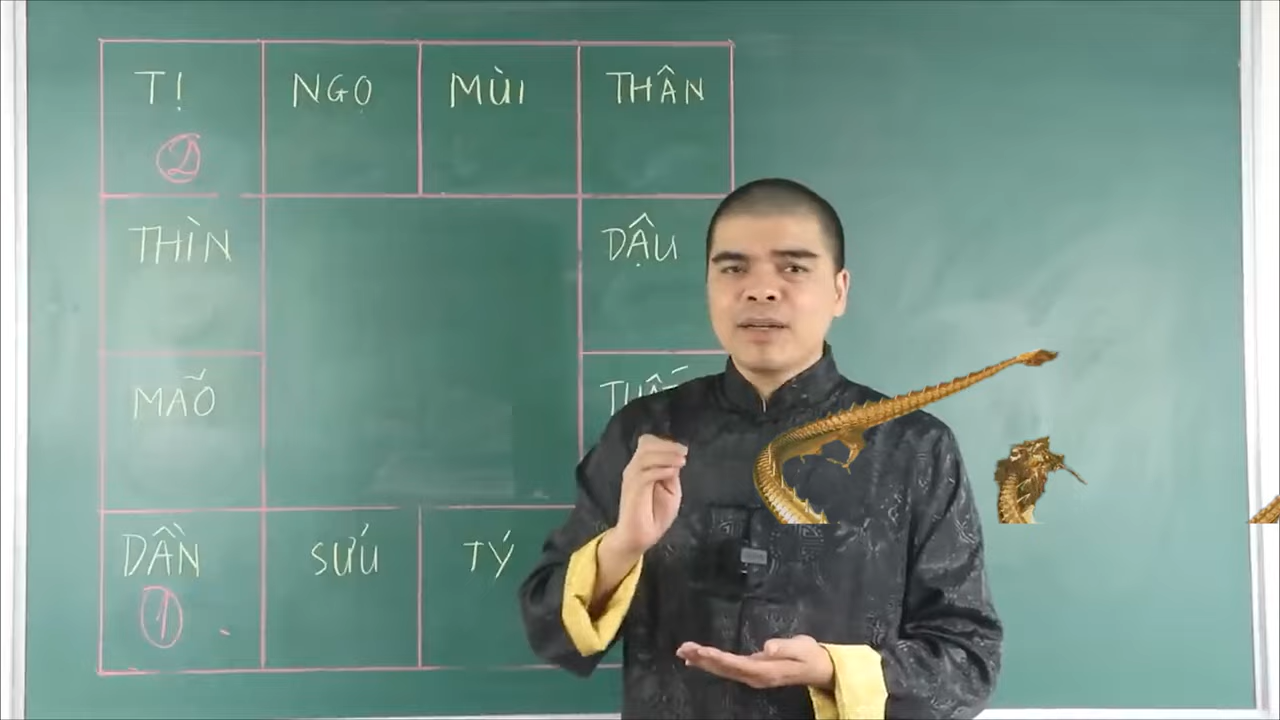 TỊ NGỌ MÙI THÂN
②
THÌN DẬU
MÃO
DẦN SỬU TÝ
①